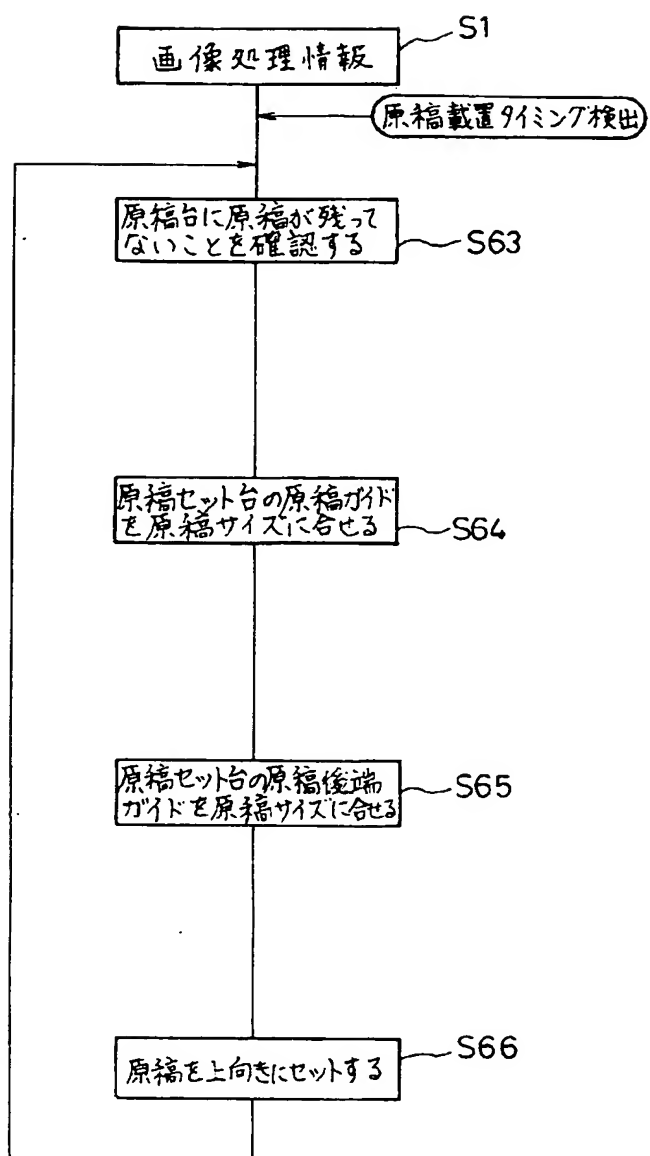 画像処理情報
S1
原稿載置タイミング検出
原稿台に原稿が残って
ないことを確認する
S63
原稿セット台の原稿ガイド
を原稿サイズに合せる
S64
原稿セット台の原稿後端
ガイドを原稿サイズに合せる
S65
原稿を上向きにセットする
S66